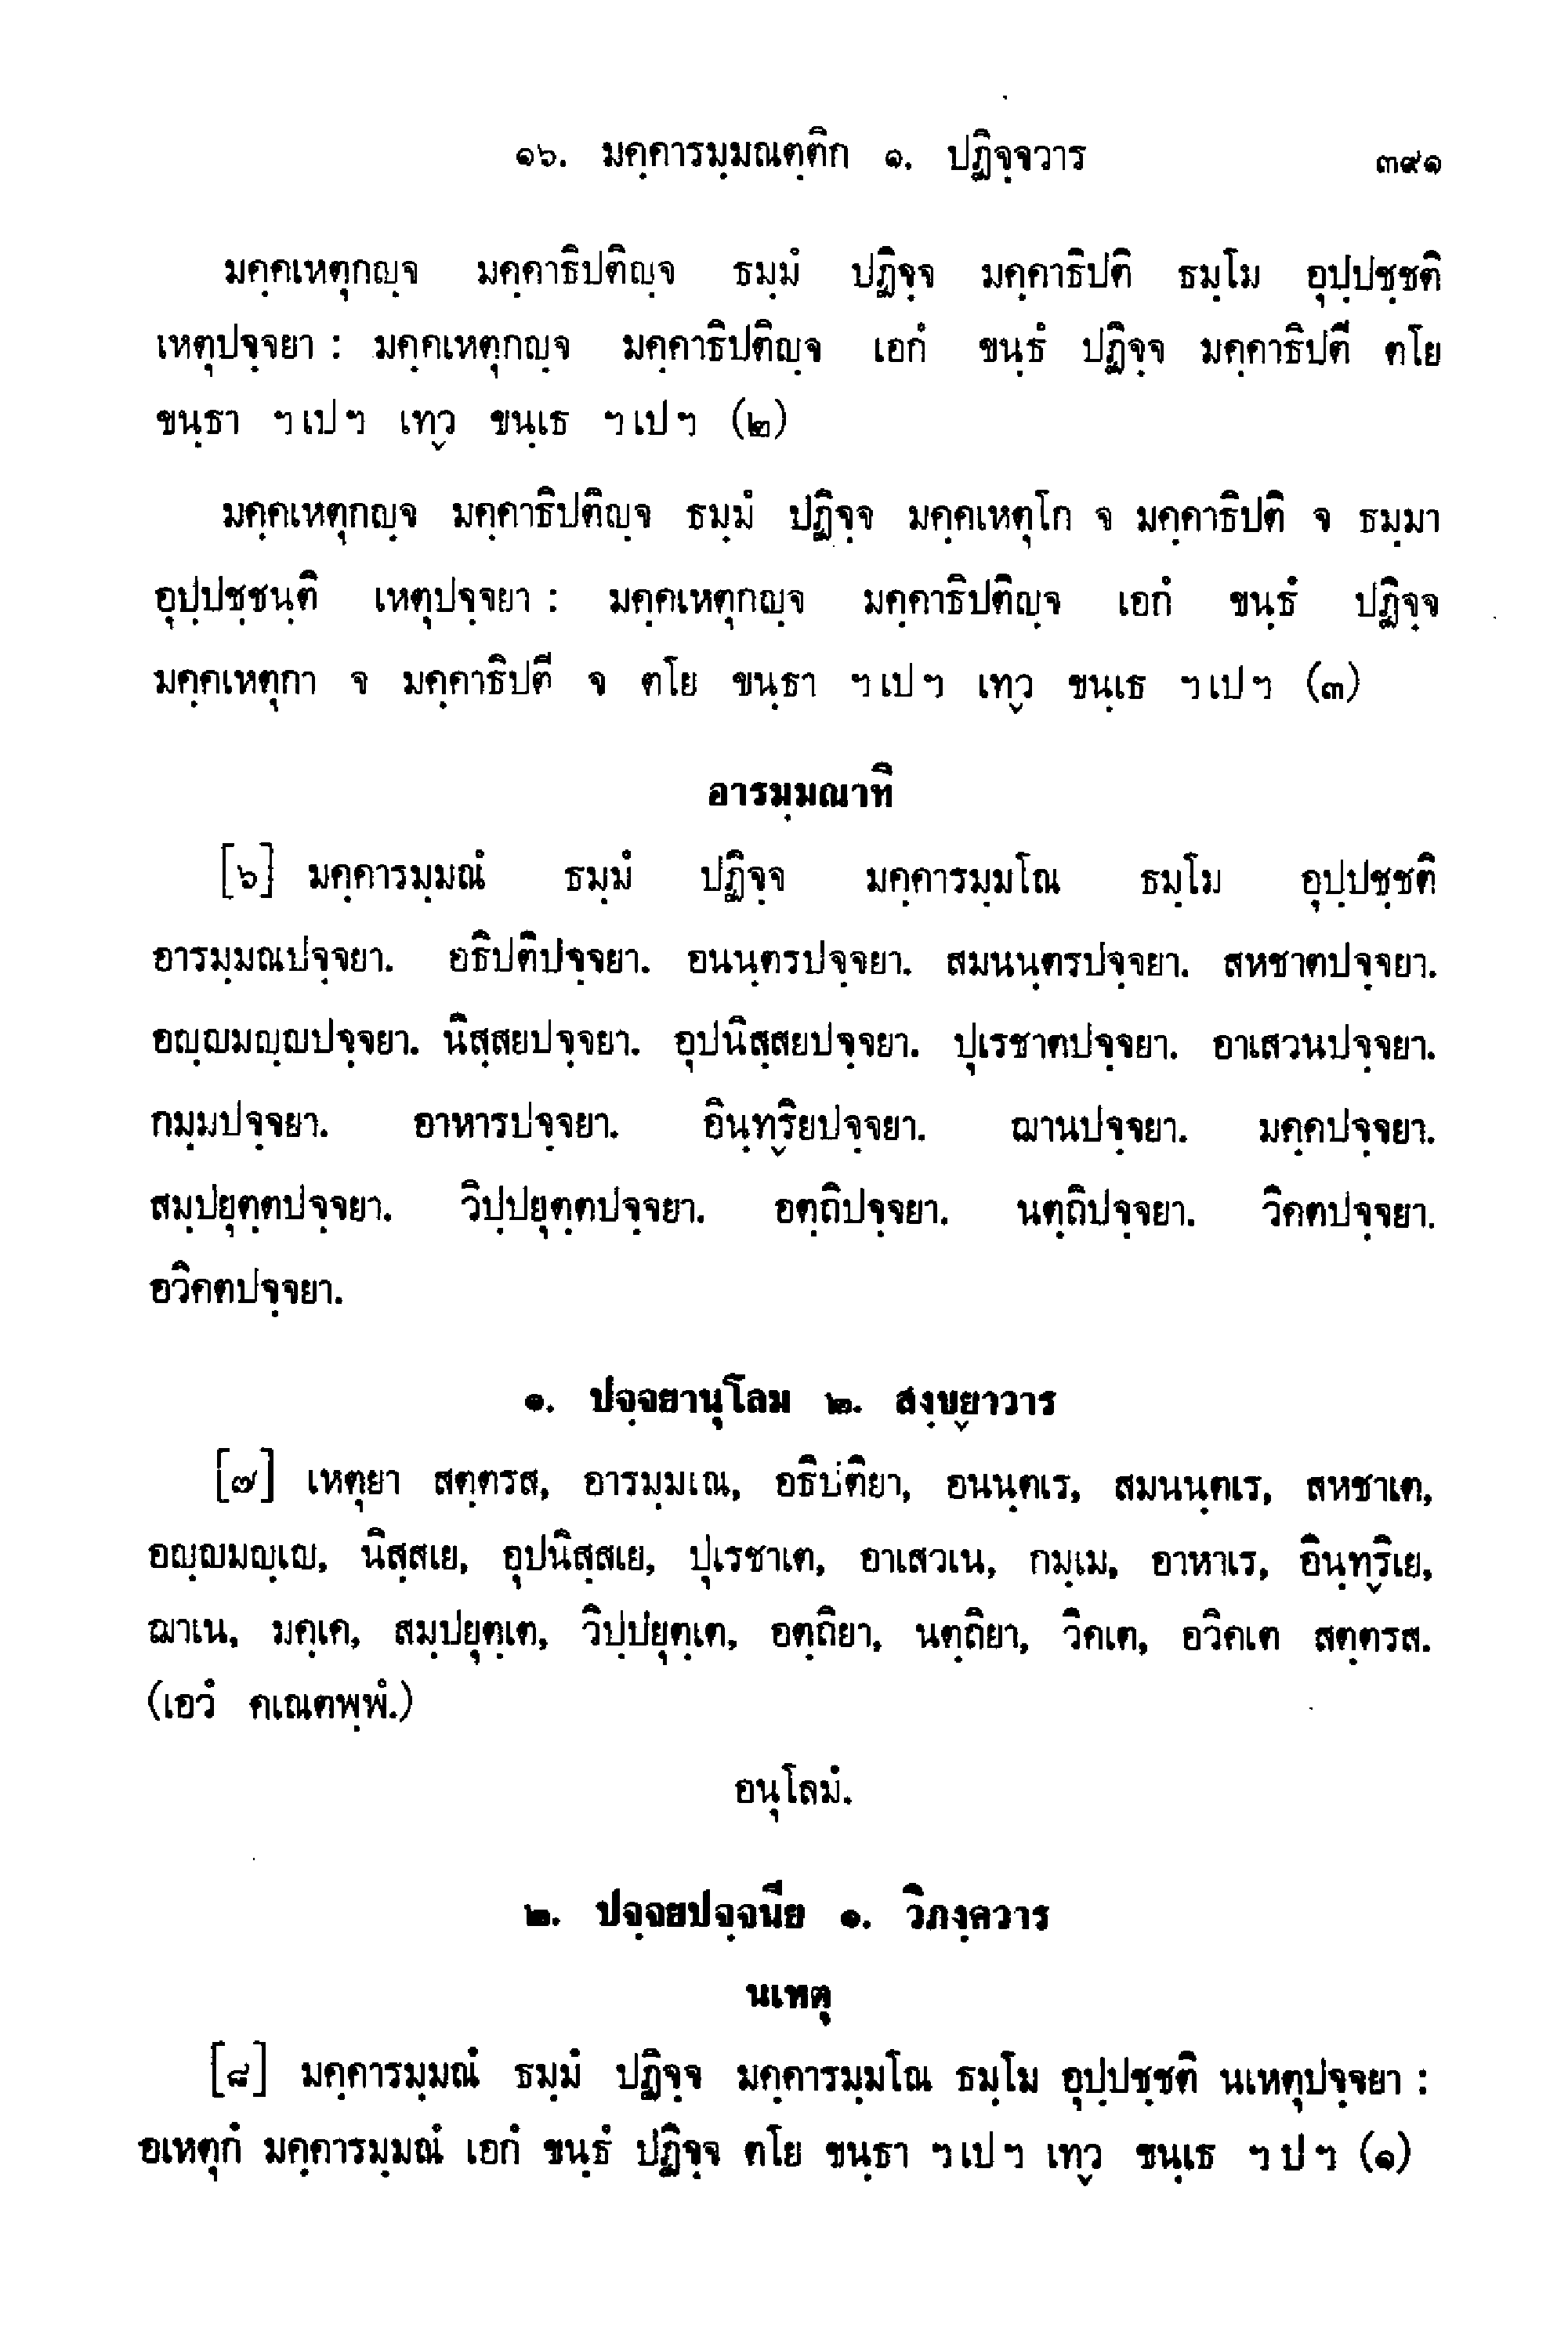 ๑๖. มคฺคารมฺมณตฺติก ๑. ปฏิจฺจวาร ๓๙๑
มคฺคเหตุกญฺจ มคฺคาธิปติญฺจ ธมฺมํ ปฏิจฺจ มคฺคาธิปติ ธมฺโม อุปฺปชฺชติ
เหตุปจฺจยา : มคฺคเหตุกญฺจ มคฺคาธิปติญฺจ เอกํ ขนฺธํ ปฏิจฺจ มคฺคาธิปตี ตโย
ขนฺธา ฯเปฯ เทฺว ขนฺเธ ฯเปฯ (๒)
มคฺคเหตุกญฺจ มคฺคาธิปติญฺจ ธมฺมํ ปฏิจฺจ มคฺคเหตุโก จ มคฺคาธิปติ จ ธมฺมา
อุปฺปชฺชนฺติ เหตุปจฺจยา : มคฺคเหตุกญฺจ มคฺคาธิปติญฺจ เอกํ ขนฺธํ ปฏิจฺจ
มคฺคเหตุกา จ มคฺคาธิปตี จ ตโย ขนฺธา ฯเปฯ เทฺว ขนฺเธ ฯเปฯ (๓)
อารมฺมณาทิ
[๖] มคฺคารมฺมณํ ธมฺมํ ปฏิจฺจ มคฺคารมฺมโณ ธมฺโม อุปฺปชฺชติ
อารมฺมณปจฺจยา. อธิปติปจฺจยา. อนนฺตรปจฺจยา. สมนนฺตรปจฺจยา. สหชาตปจฺจยา.
อญฺญมญฺญปจฺจยา. นิสฺสยปจฺจยา. อุปนิสฺสยปจฺจยา. ปุเรชาตปจฺจยา. อาเสวนปจฺจยา.
กมฺมปจฺจยา. อาหารปจฺจยา. อินฺทฺริยปจฺจยา. ฌานปจฺจยา. มคฺคปจฺจยา.
สมฺปยุตฺตปจฺจยา. วิปฺปยุตฺตปจฺจยา. อตฺถิปจฺจยา. นตฺถิปจฺจยา. วิคตปจฺจยา.
อวิคตปจฺจยา.
๑. ปจฺจยานุโลม ๒. สงฺขฺยาวาร
[๗] เหตุยา สตฺตรส, อารมฺมเณ, อธิปติยา, อนนฺตเร, สมนนฺตเร, สหชาเต,
อญฺญมญฺเญ, นิสฺสเย, อุปนิสฺสเย, ปุเรชาเต, อาเสวเน, กมฺเม, อาหาเร, อินฺทฺริเย,
ฌาเน, มคฺเค, สมฺปยุตฺเต, วิปฺปยุตฺเต, อตฺถิยา, นตฺถิยา, วิคเต, อวิคเต สตฺตรส.
(เอวํ คเณตพฺพํ.)
อนุโลมํ.
๒. ปจฺจยปจฺจนีย ๑. วิภงฺควาร
นเหตุ
[๘] มคฺคารมฺมณํ ธมฺมํ ปฏิจฺจ มคฺคารมฺมโณ ธมฺโม อุปฺปชฺชติ นเหตุปจฺจยา :
อเหตุกํ มคฺคารมฺมณํ เอกํ ขนฺธํ ปฏิจฺจ ตโย ขนฺธา ฯเปฯ เทฺว ขนฺเธ ฯปฯ (๑)